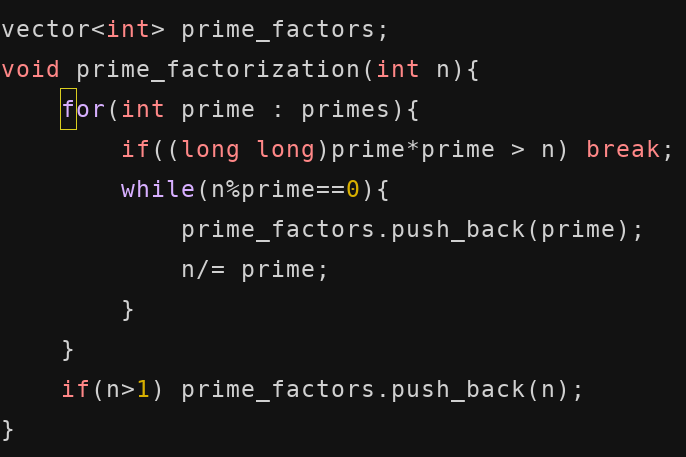 vector<int> prime_factors;
void prime_factorization(int n){
    for(int prime : primes){
        if((long long)prime*prime > n) break;
        while(n%prime==0){
            prime_factors.push_back(prime);
            n/= prime;
        }
    }
    if(n>1) prime_factors.push_back(n);
}